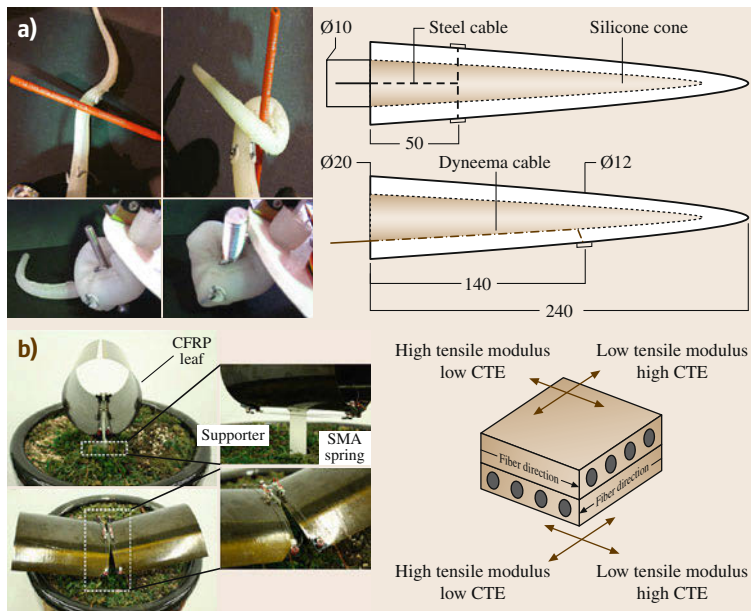 a)
Ø10
Steel cable
Silicone cone
50
Dyneema cable
Ø20
Ø12
140
240
b)
CFRP
leaf
Supporter
SMA
spring
High tensile modulus
low CTE
Low tensile modulus
high CTE
Fiber direction
Fiber direction
High tensile modulus
low CTE
Low tensile modulus
high CTE